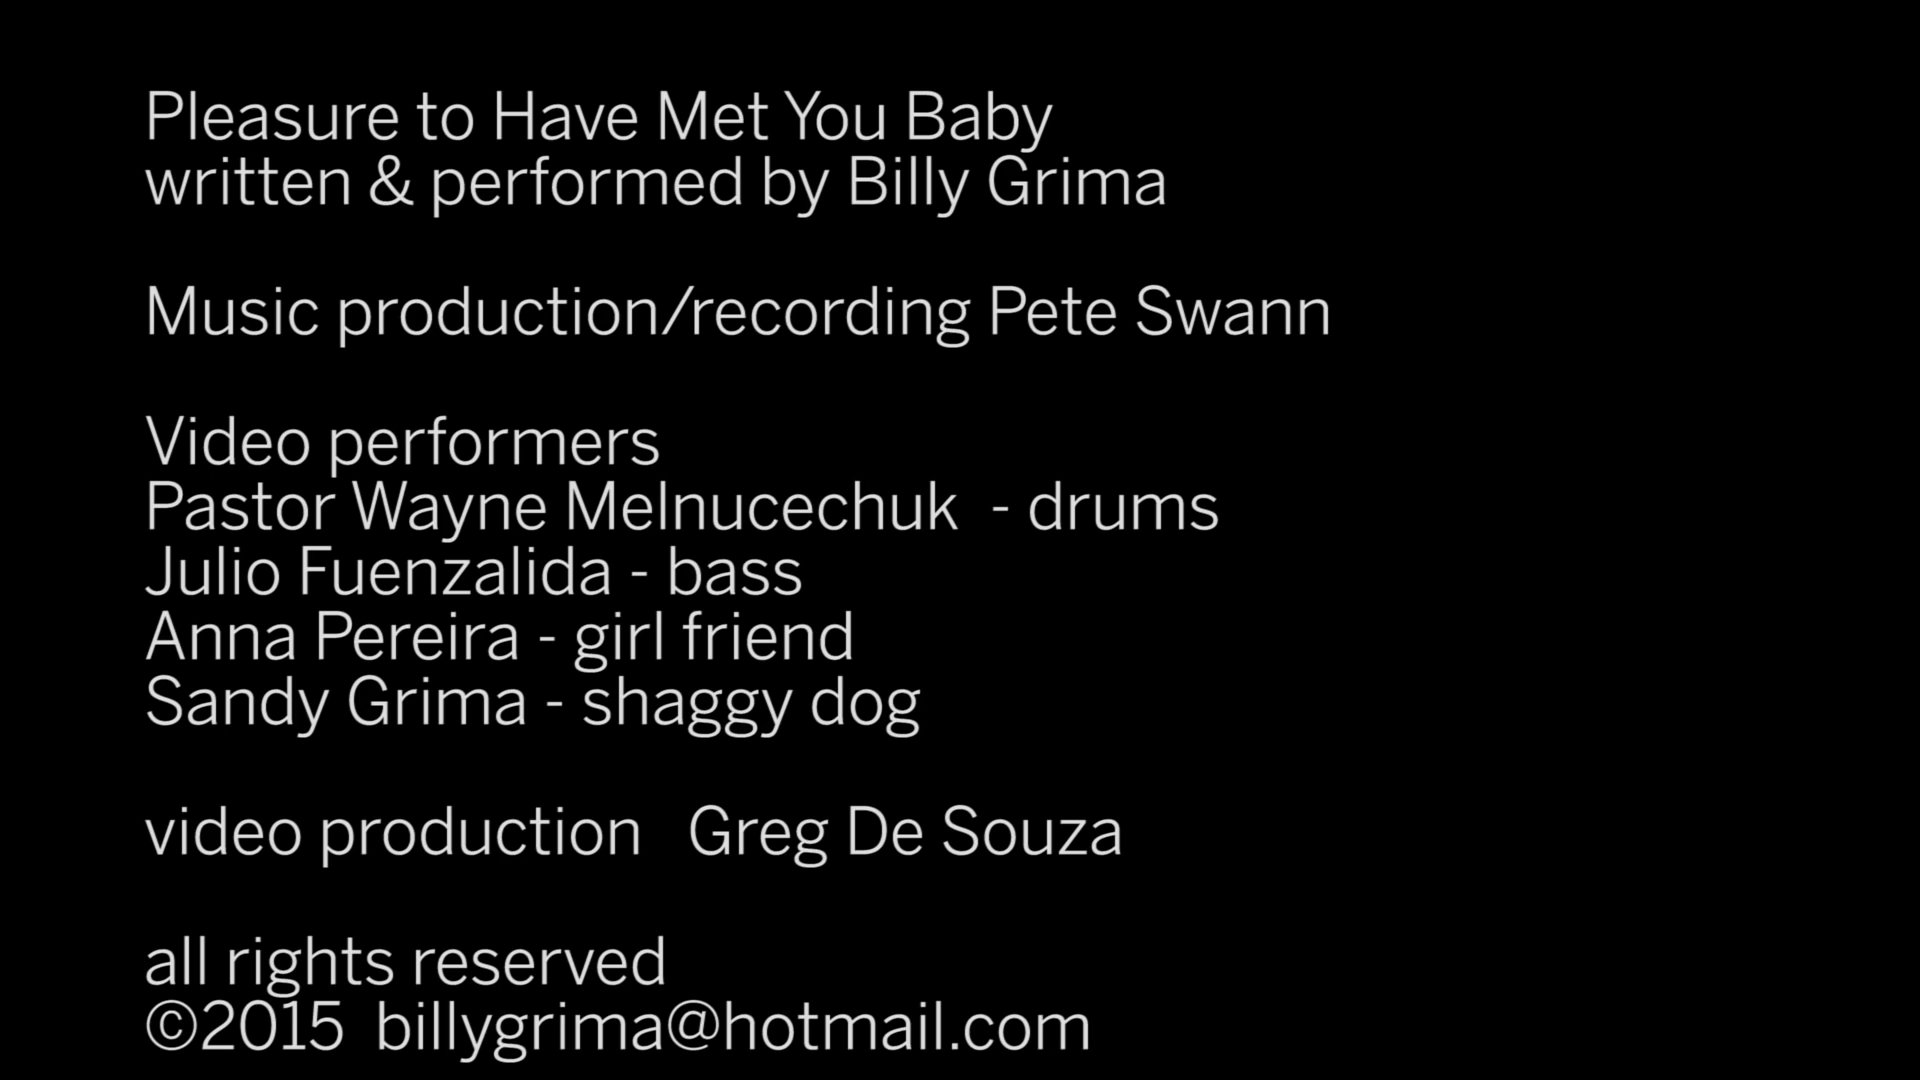 Pleasure to Have Met You Baby
written & performed by Billy Grima
Music production/recording Pete Swann
Video performers
Pastor Wayne Melnucechuk  - drums
Julio Fuenzalida - bass
Anna Pereira - girl friend
Sandy Grima - shaggy dog
video production   Greg De Souza
all rights reserved
©2015  billygrima@hotmail.com